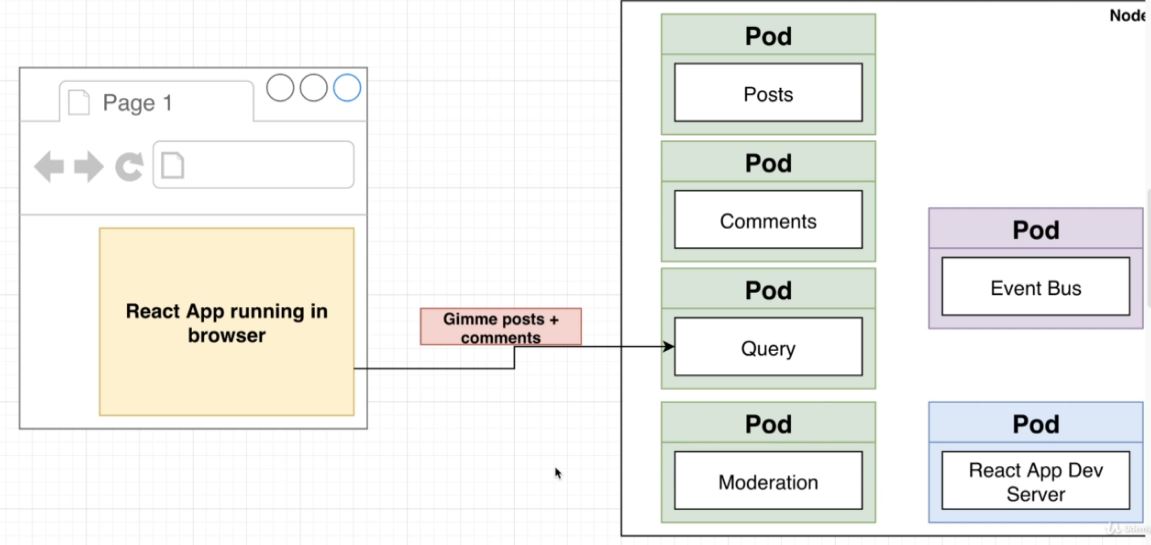 Node
Pod
Posts
Page 1
Pod
Comments
Pod
Event Bus
Pod
React App running in
browser
Gimme posts +
comments
Query
Pod
Moderation
Pod
React App Dev
Server